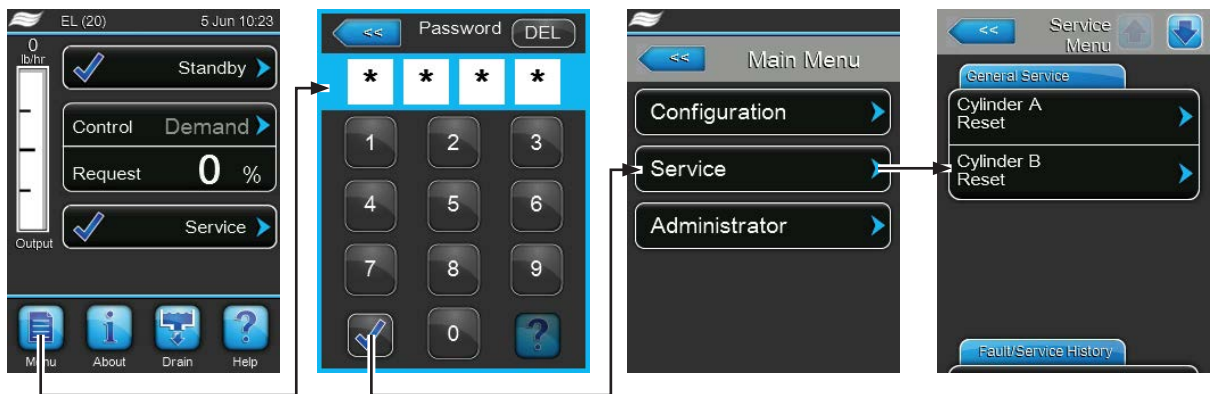 EL (20) 5 Jun 10:23
0
lb/hr
Standby
Control Demand
Request 0 %
Service
Output
Menu About Drain Help
<< Password DEL
* * * *
1 2 3
4 5 6
7 8 9
0 ?
<< Main Menu
Configuration
Service
Administrator
<< Service
Menu
General Service
Cylinder A
Reset
Cylinder B
Reset
Fault/Service History